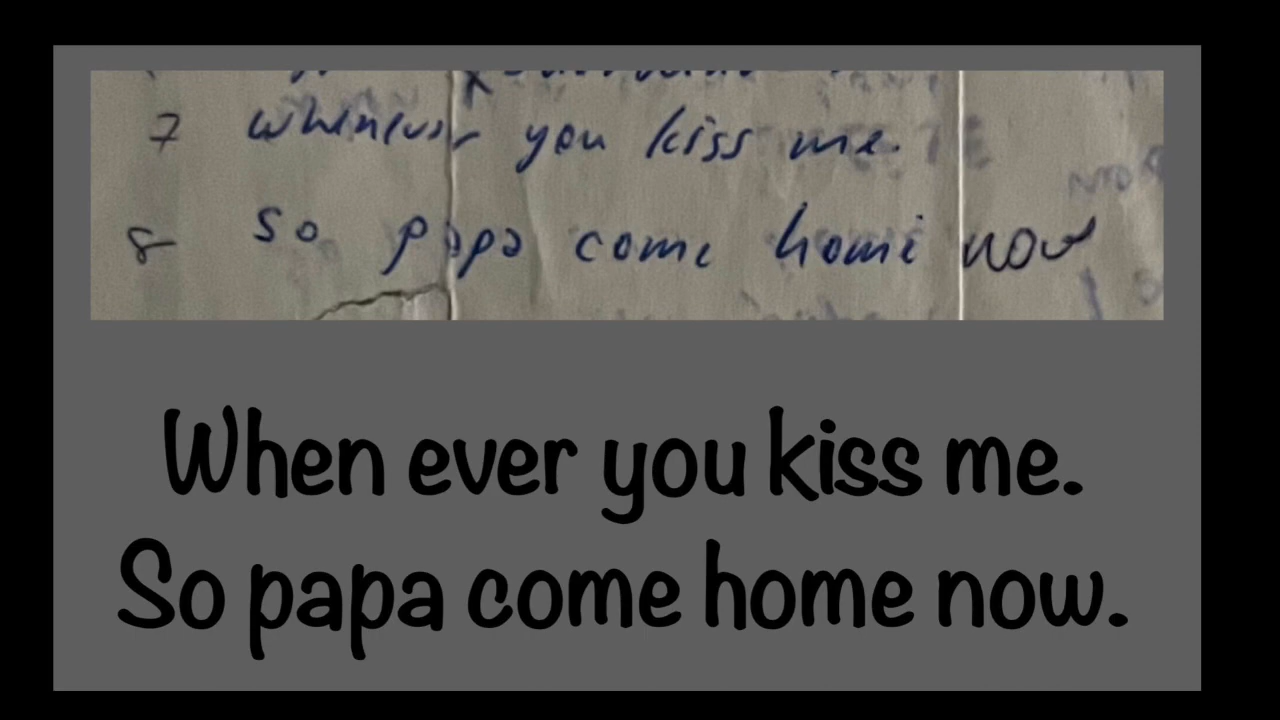 7 whenever you kiss me.
8 so papa come home now
When ever you kiss me.
So papa come home now.